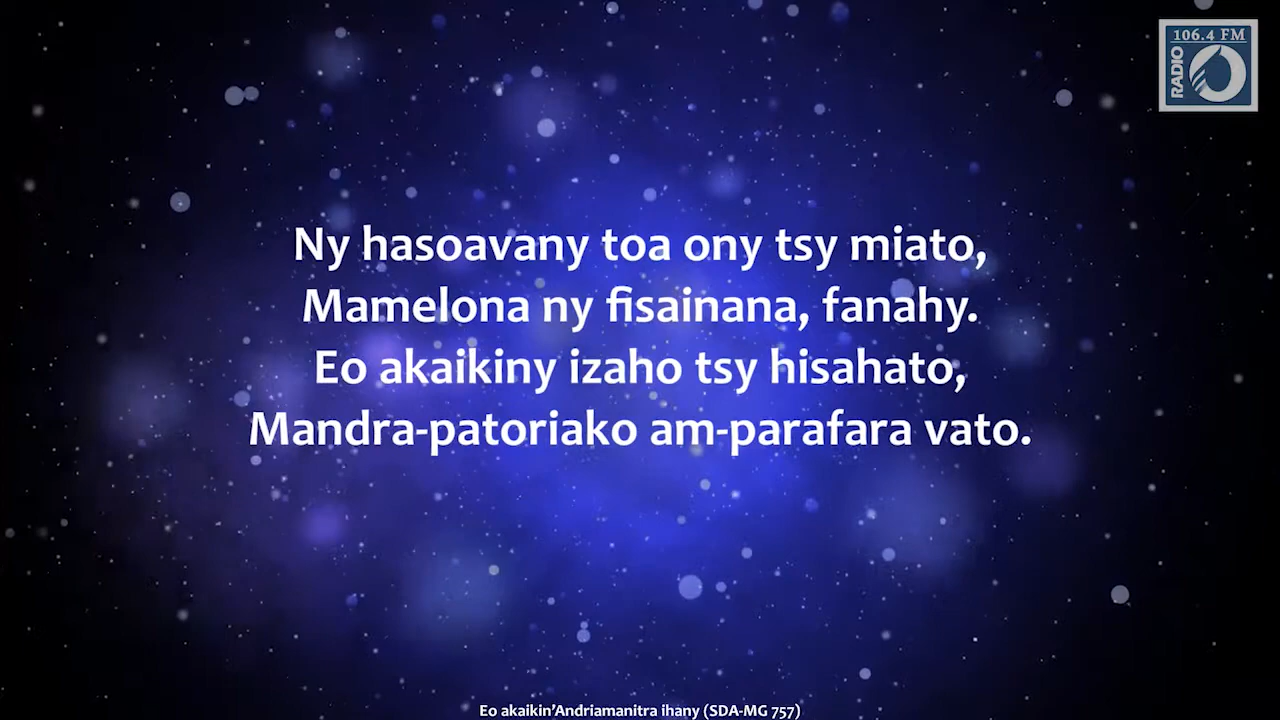 106.4 FM
RADIO
Ny hasoavany toa ony tsy miato,
Mamelona ny fisainana, fanahy.
Eo akaikiny izaho tsy hisahato,
Mandra-patoriako am-parafara vato.
Eo akaikin’Andriamanitra ihany (SDA-MG 757)